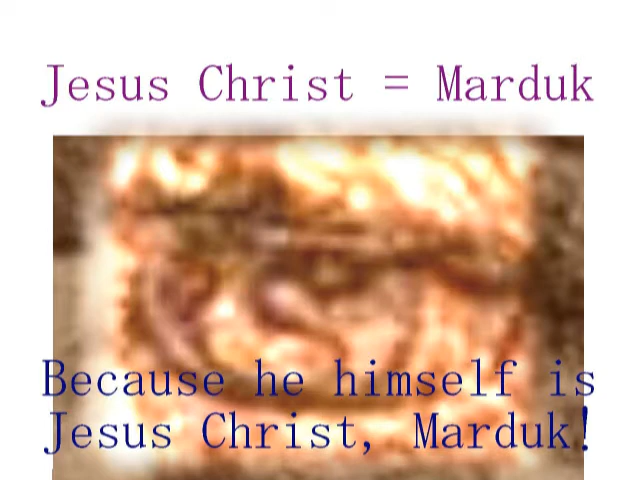 Jesus Christ = Marduk
Because he himself is
Jesus Christ, Marduk!